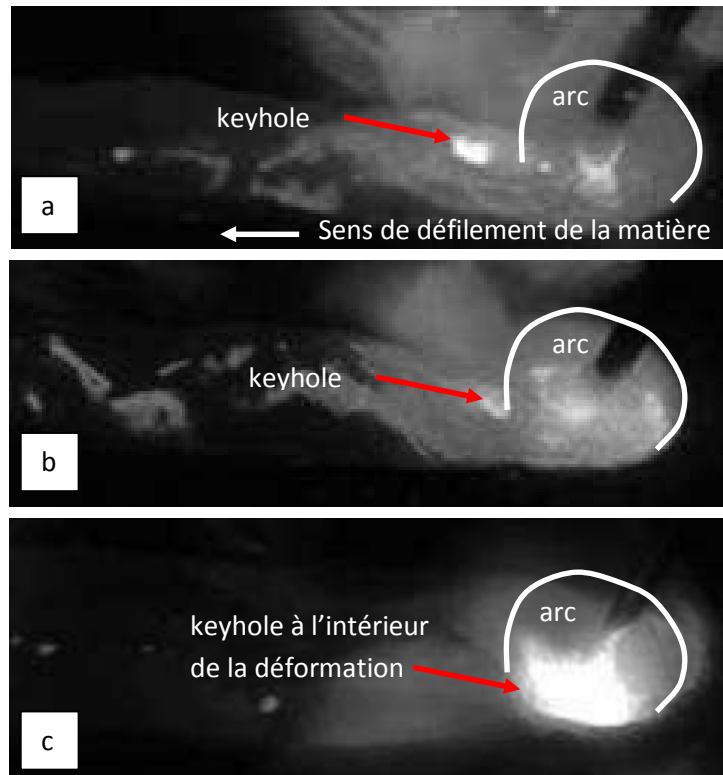 arc
keyhole
a
Sens de défilement de la matière
arc
keyhole
b
arc
keyhole à l’intérieur
de la déformation
c